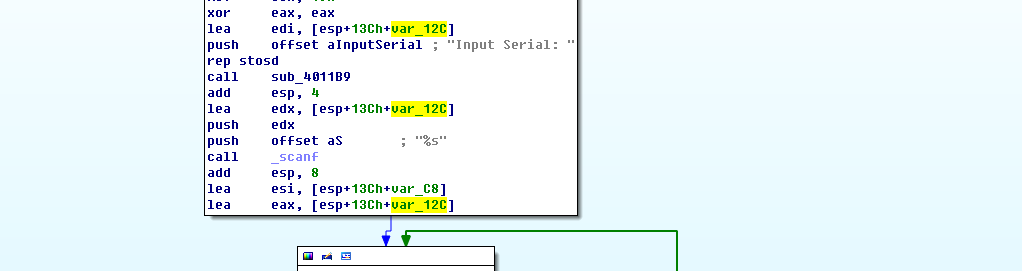 xor     eax, eax
lea     edi, [esp+13Ch+var_12C]
push    offset aInputSerial ; "Input Serial: "
rep stosd
call    sub_4011B9
add     esp, 4
lea     edx, [esp+13Ch+var_12C]
push    edx
push    offset aS       ; "%s"
call    _scanf
add     esp, 8
lea     esi, [esp+13Ch+var_C8]
lea     eax, [esp+13Ch+var_12C]